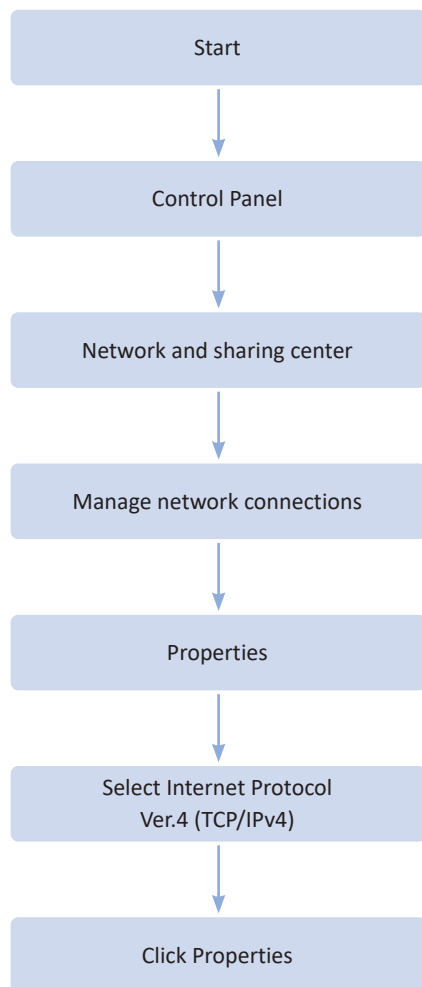 Start
Control Panel
Network and sharing center
Manage network connections
Properties
Select Internet Protocol
Ver.4 (TCP/IPv4)
Click Properties